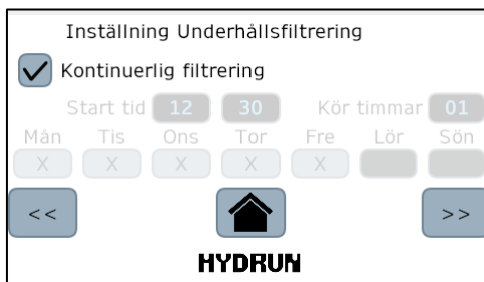 Inställning Underhållsfiltrering
Kontinuerlig filtrering
Start tid 12 30 Kör timmar 01
Mån Tis Ons Tor Fre Lör Sön
X X X X X
<< >>
HYDRUN